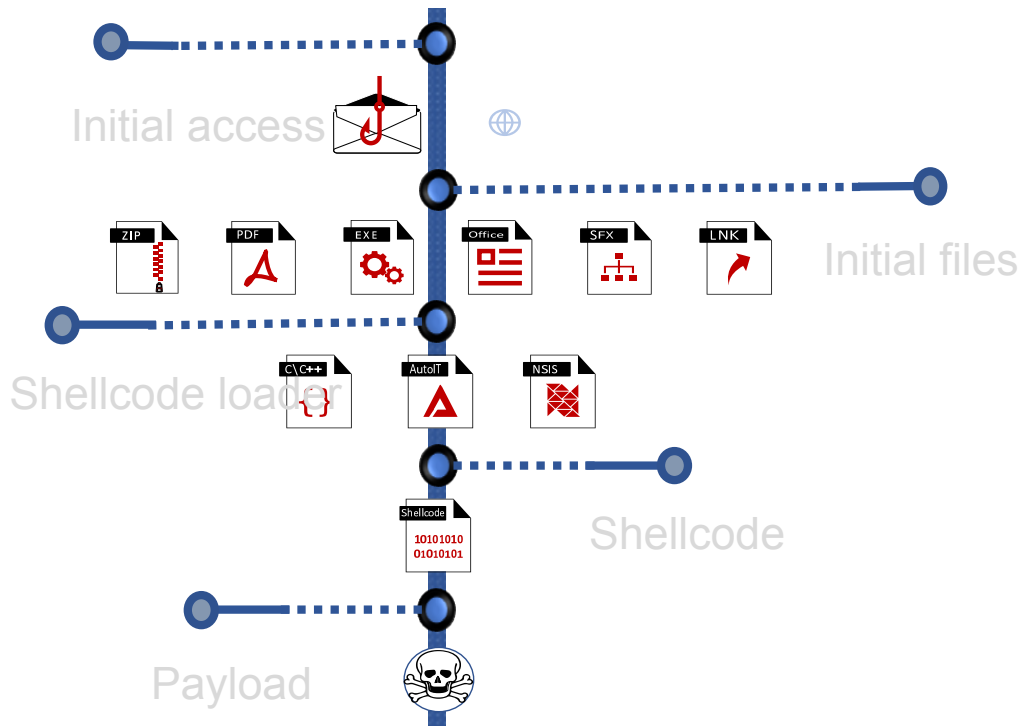 Initial access
ZIP
PDF
EXE
Office
SFX
LNK
Initial files
C\C++
AutoIT
NSIS
Shellcode loader
Shellcode
10101010
01010101
Shellcode
Payload